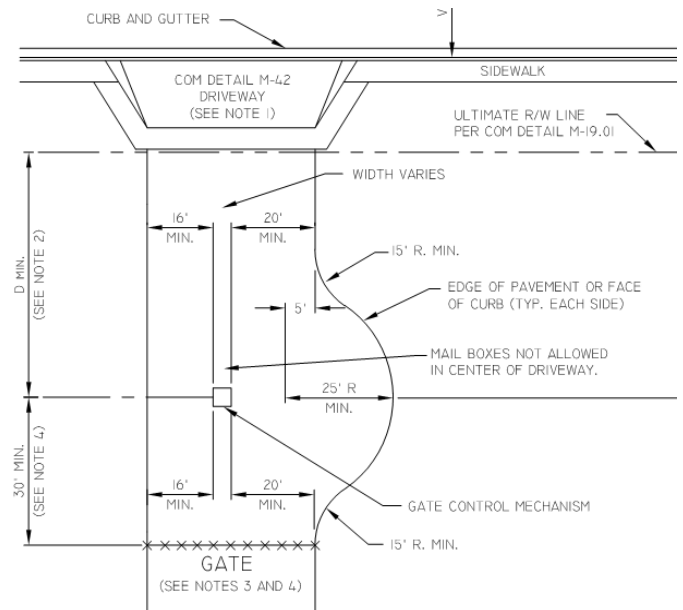 CURB AND GUTTER
V
SIDEWALK
COM DETAIL M-42
DRIVEWAY
(SEE NOTE 1)
ULTIMATE R/W LINE
PER COM DETAIL M-19.01
WIDTH VARIES
16'
MIN.
20'
MIN.
15' R. MIN.
D MIN.
(SEE NOTE 2)
EDGE OF PAVEMENT OR FACE
OF CURB (TYP. EACH SIDE)
5'
MAIL BOXES NOT ALLOWED
IN CENTER OF DRIVEWAY.
25' R
MIN.
30' MIN.
(SEE NOTE 4)
16'
MIN.
20'
MIN.
GATE CONTROL MECHANISM
15' R. MIN.
GATE
(SEE NOTES 3 AND 4)